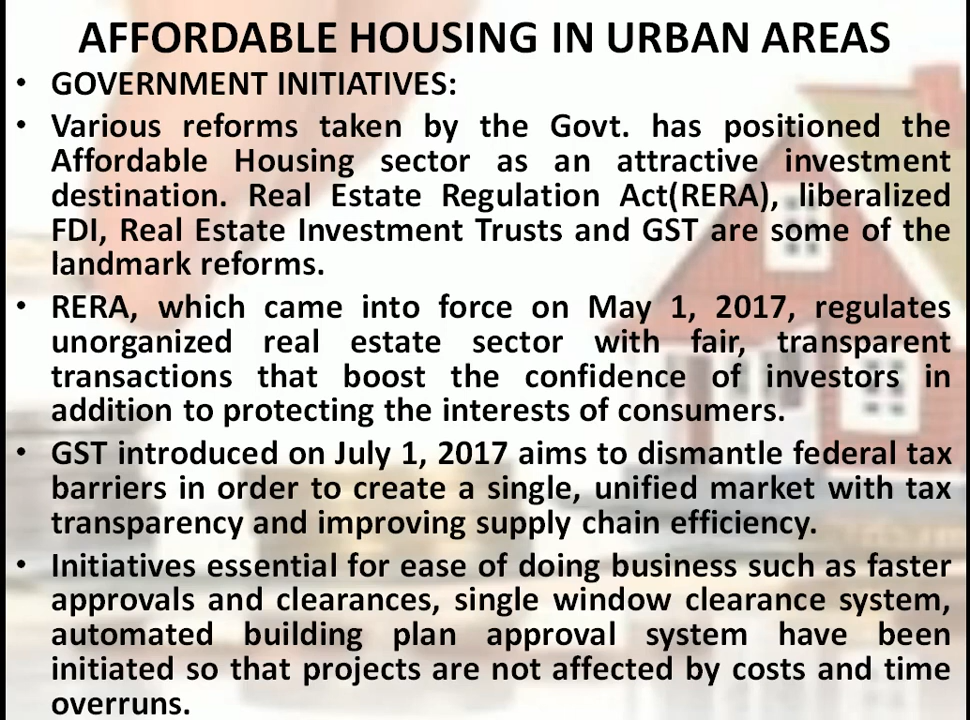 AFFORDABLE HOUSING IN URBAN AREAS
• GOVERNMENT INITIATIVES:
• Various reforms taken by the Govt. has positioned the
Affordable Housing sector as an attractive investment
destination. Real Estate Regulation Act(RERA), liberalized
FDI, Real Estate Investment Trusts and GST are some of the
landmark reforms.
• RERA, which came into force on May 1, 2017, regulates
unorganized real estate sector with fair, transparent
transactions that boost the confidence of investors in
addition to protecting the interests of consumers.
• GST introduced on July 1, 2017 aims to dismantle federal tax
barriers in order to create a single, unified market with tax
transparency and improving supply chain efficiency.
• Initiatives essential for ease of doing business such as faster
approvals and clearances, single window clearance system,
automated building plan approval system have been
initiated so that projects are not affected by costs and time
overruns.